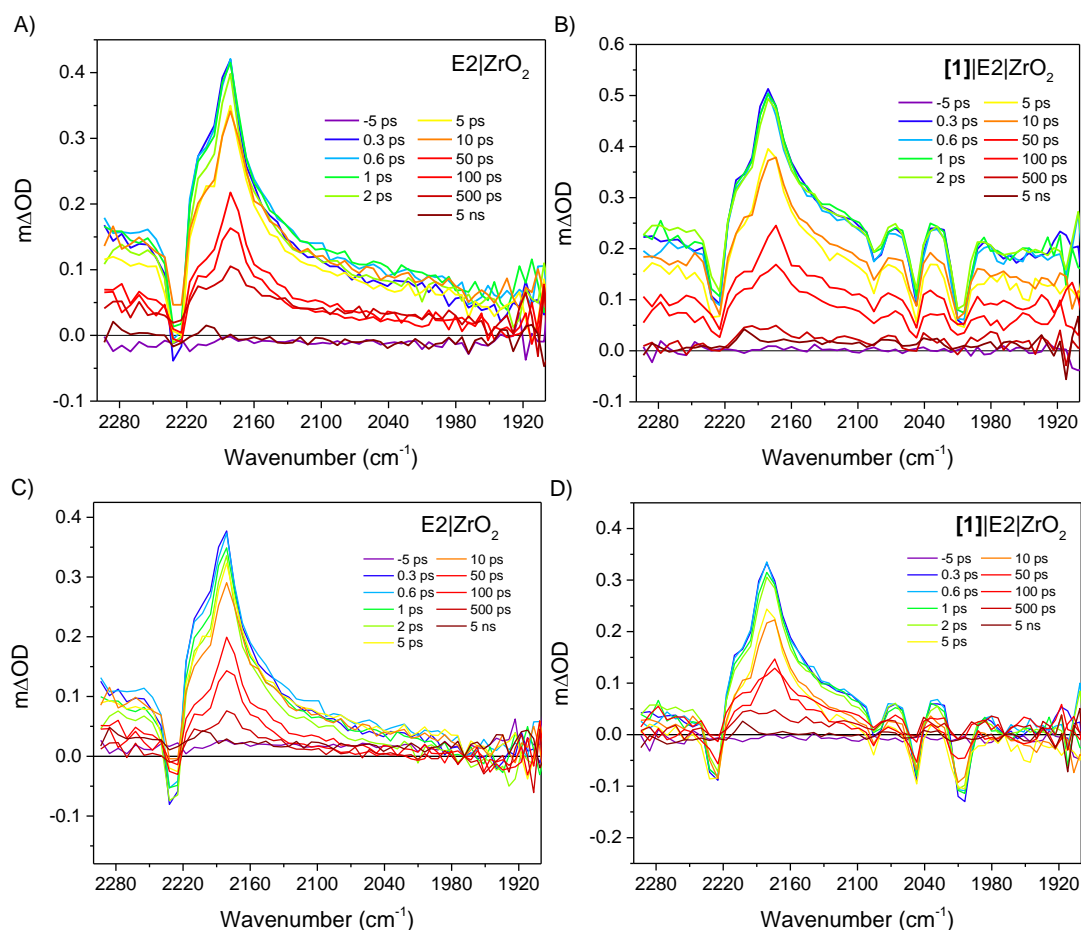 A)
E2|ZrO₂
-5 ps
0.3 ps
0.6 ps
1 ps
2 ps
5 ps
10 ps
50 ps
100 ps
500 ps
5 ns
0.4
0.3
0.2
0.1
0.0
-0.1
m∆OD
2280 2220 2160 2100 2040 1980 1920
Wavenumber (cm⁻¹)
B)
[1]|E2|ZrO₂
-5 ps
0.3 ps
0.6 ps
1 ps
2 ps
5 ps
10 ps
50 ps
100 ps
500 ps
5 ns
0.6
0.5
0.4
0.3
0.2
0.1
0.0
-0.1
m∆OD
2280 2220 2160 2100 2040 1980 1920
Wavenumber (cm⁻¹)
C)
E2|ZrO₂
-5 ps
0.3 ps
0.6 ps
1 ps
2 ps
5 ps
10 ps
50 ps
100 ps
500 ps
5 ns
0.4
0.3
0.2
0.1
0.0
-0.1
m∆OD
2280 2220 2160 2100 2040 1980 1920
Wavenumber (cm⁻¹)
D)
[1]|E2|ZrO₂
-5 ps
0.3 ps
0.6 ps
1 ps
2 ps
5 ps
10 ps
50 ps
100 ps
500 ps
5 ns
0.4
0.3
0.2
0.1
0.0
-0.1
-0.2
m∆OD
2280 2220 2160 2100 2040 1980 1920
Wavenumber (cm⁻¹)